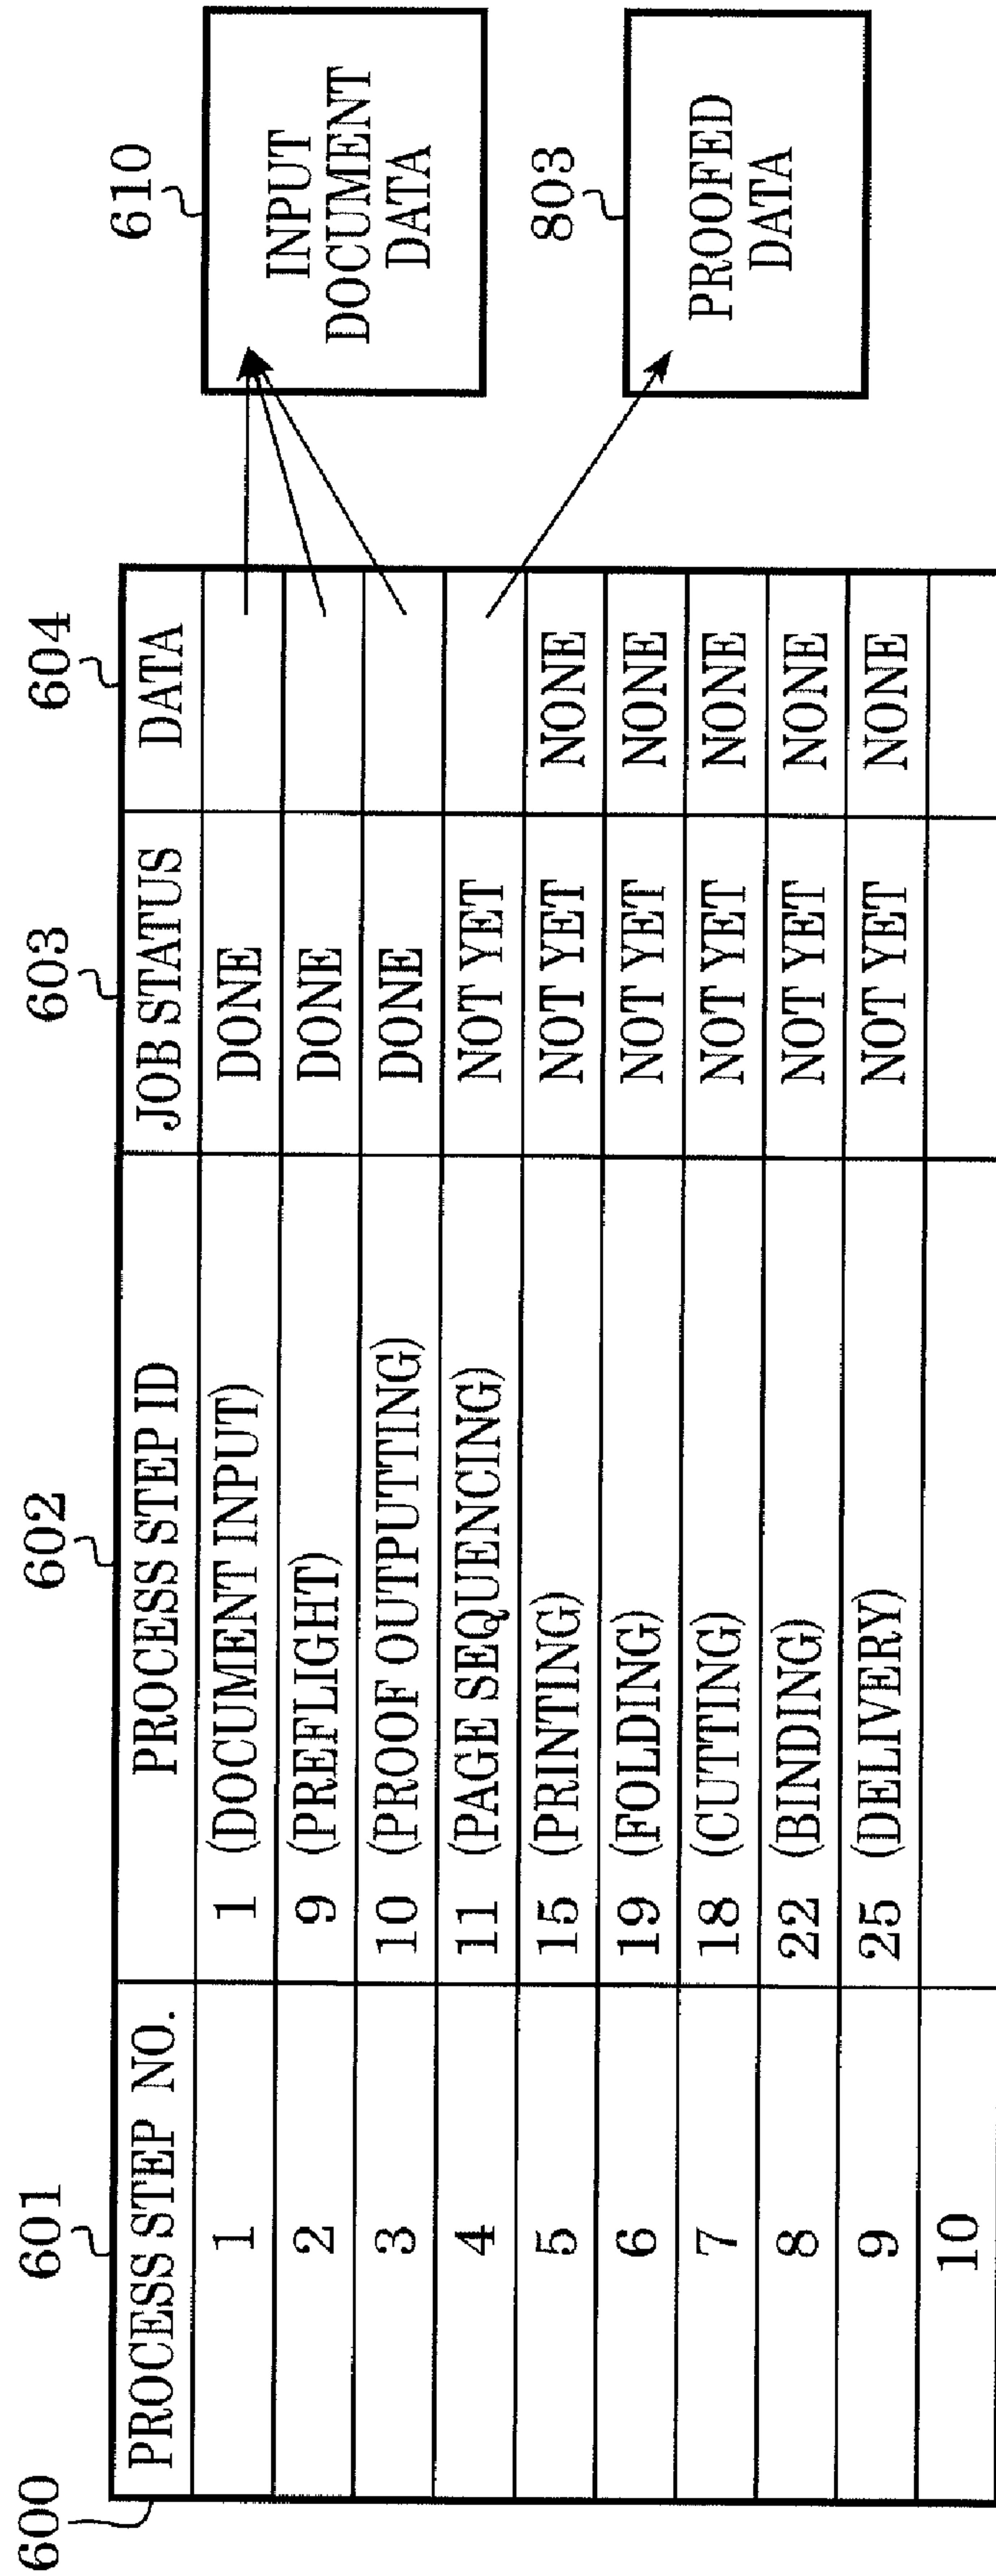 600
601
602
603
604
PROCESS STEP NO. PROCESS STEP ID JOB STATUS DATA
1 1 (DOCUMENT INPUT) DONE
2 9 (PREFLIGHT) DONE
3 10 (PROOF OUTPUTTING) DONE
4 11 (PAGE SEQUENCING) NOT YET
5 15 (PRINTING) NOT YET NONE
6 19 (FOLDING) NOT YET NONE
7 18 (CUTTING) NOT YET NONE
8 22 (BINDING) NOT YET NONE
9 25 (DELIVERY) NOT YET NONE
10
610
INPUT
DOCUMENT
DATA
803
PROOFED
DATA